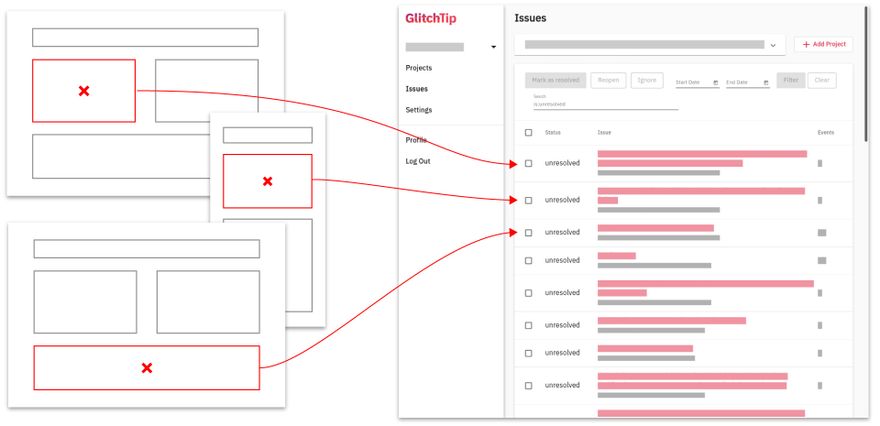 GlitchTip
Projects
Issues
Settings
Profile
Log Out
Issues
+ Add Project
Mark as resolved
Reopen
Ignore
Start Date
End Date
Filter
Clear
Search
is:unresolved
Status
Issue
Events
unresolved
unresolved
unresolved
unresolved
unresolved
unresolved
unresolved
unresolved